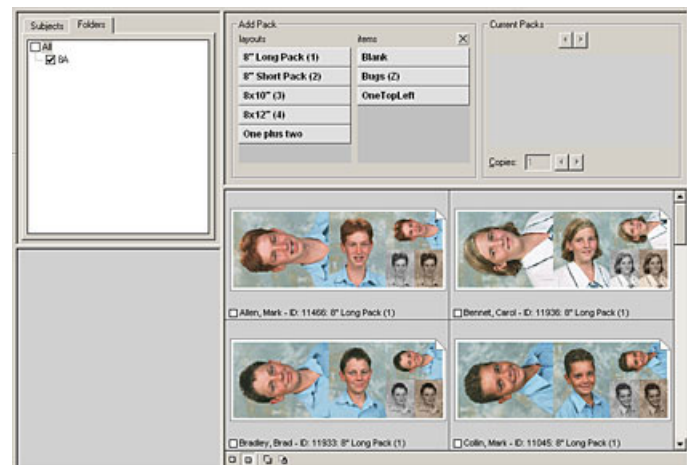 Subjects
Folders
All
8A
Add Pack
layouts
8" Long Pack (1)
8" Short Pack (2)
8x10" (3)
8x12" (4)
One plus two
items
Blank
Bugs (Z)
OneTopLeft
Current Packs
Copies: 1
Allen, Mark - ID: 11466: 8" Long Pack (1)
Bennet, Carol - ID: 11936: 8" Long Pack (1)
Bradley, Brad - ID: 11933: 8" Long Pack (1)
Colin, Mark - ID: 11045: 8" Long Pack (1)